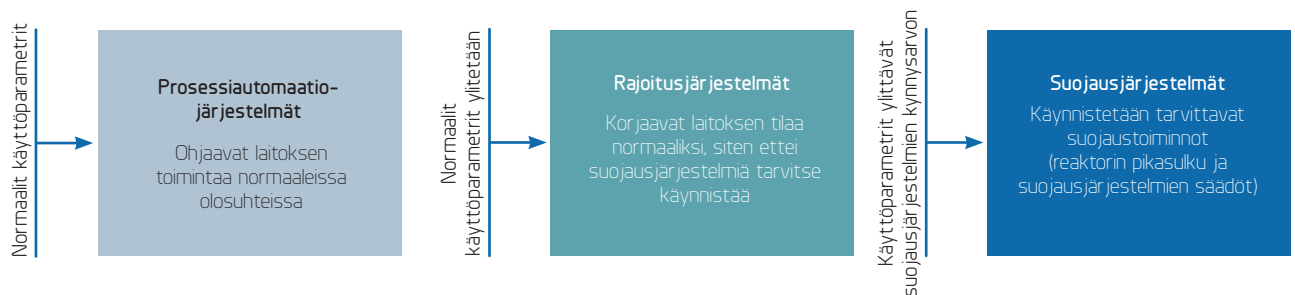 Normaalit käyttöparametrit
Prosessiautomaatio-
järjestelmät
Ohjaavat laitoksen
toimintaa normaaleissa
olosuhteissa
Normaalit
käyttöparametrit ylitetään
Rajoitusjärjestelmät
Korjaavat laitoksen tilaa
normaaliksi, siten ettei
suojausjärjestelmiä tarvitse
käynnistää
Käyttöparametrit ylittävät
suojausjärjestelmien kynnysarvon
Suojausjärjestelmät
Käynnistetään tarvittavat
suojaustoiminnot
(reaktorin pikasulku ja
suojausjärjestelmien säädöt)